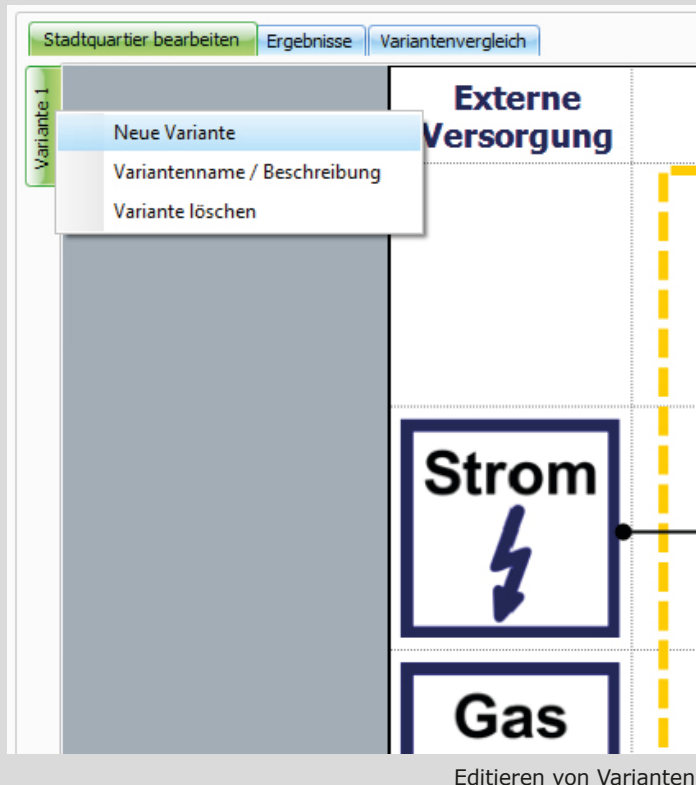 Stadtquartier bearbeiten
Ergebnisse
Variantenvergleich
Variante 1
Neue Variante
Variantenname / Beschreibung
Variante löschen
Externe
Versorgung
Strom
Gas
Editieren von Varianten